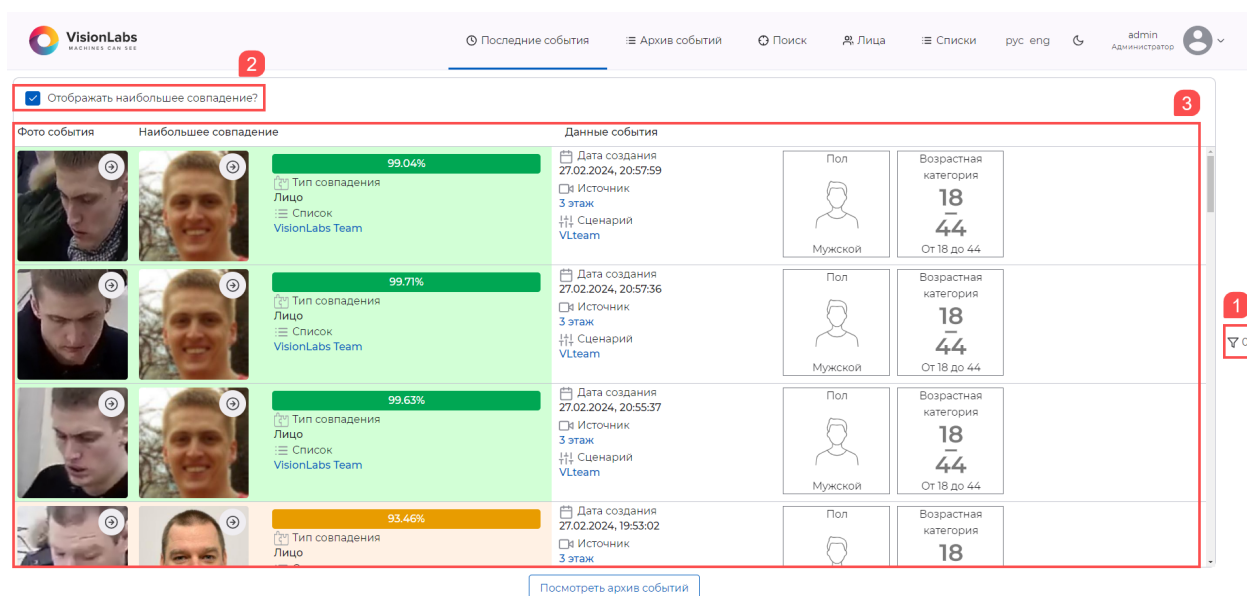 VisionLabs
MACHINES CAN SEE
Последние события
Архив событий
Поиск
Лица
Списки
рус eng
admin
Администратор
2
Отображать наибольшее совпадение?
3
Фото события Наибольшее совпадение Данные события
99.04%
Тип совпадения
Лицо
Список
VisionLabs Team
Дата создания
27.02.2024, 20:57:59
Источник
3 этаж
Сценарий
VLteam
Пол
Мужской
Возрастная
категория
18
44
От 18 до 44
99.71%
Тип совпадения
Лицо
Список
VisionLabs Team
Дата создания
27.02.2024, 20:57:36
Источник
3 этаж
Сценарий
VLteam
Пол
Мужской
Возрастная
категория
18
44
От 18 до 44
1
0
99.63%
Тип совпадения
Лицо
Список
VisionLabs Team
Дата создания
27.02.2024, 20:55:37
Источник
3 этаж
Сценарий
VLteam
Пол
Мужской
Возрастная
категория
18
44
От 18 до 44
93.46%
Тип совпадения
Лицо
Дата создания
27.02.2024, 19:53:02
Источник
3 этаж
Пол
Возрастная
категория
18
Посмотреть архив событий